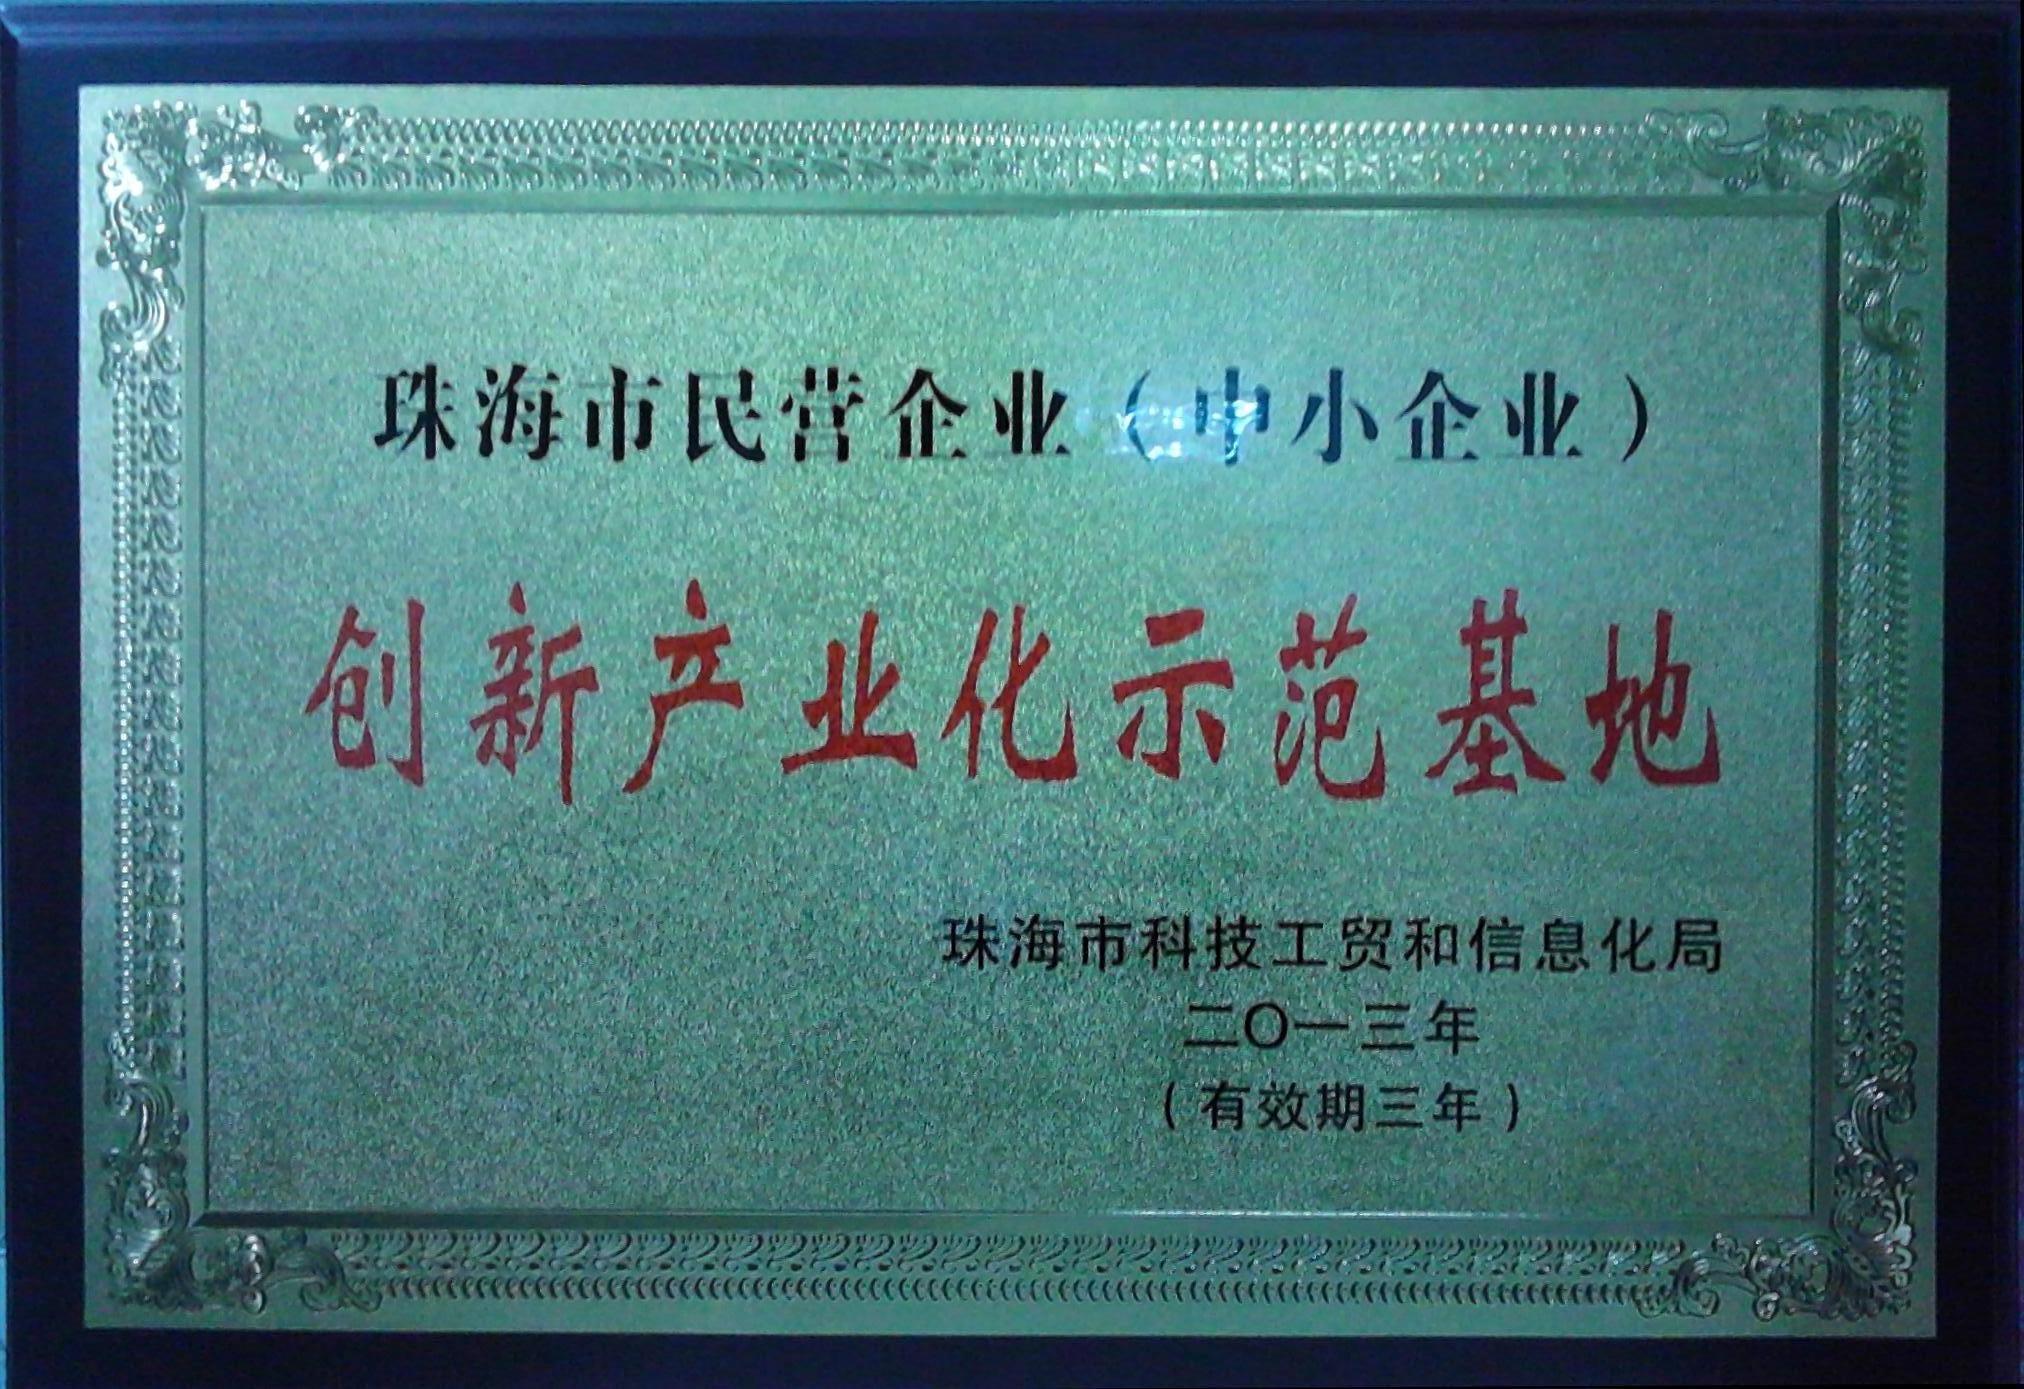 珠海市民营企业（中小企业）
创新产业化示范基地
珠海市科技工贸和信息化局
二〇一三年
（有效期三年）